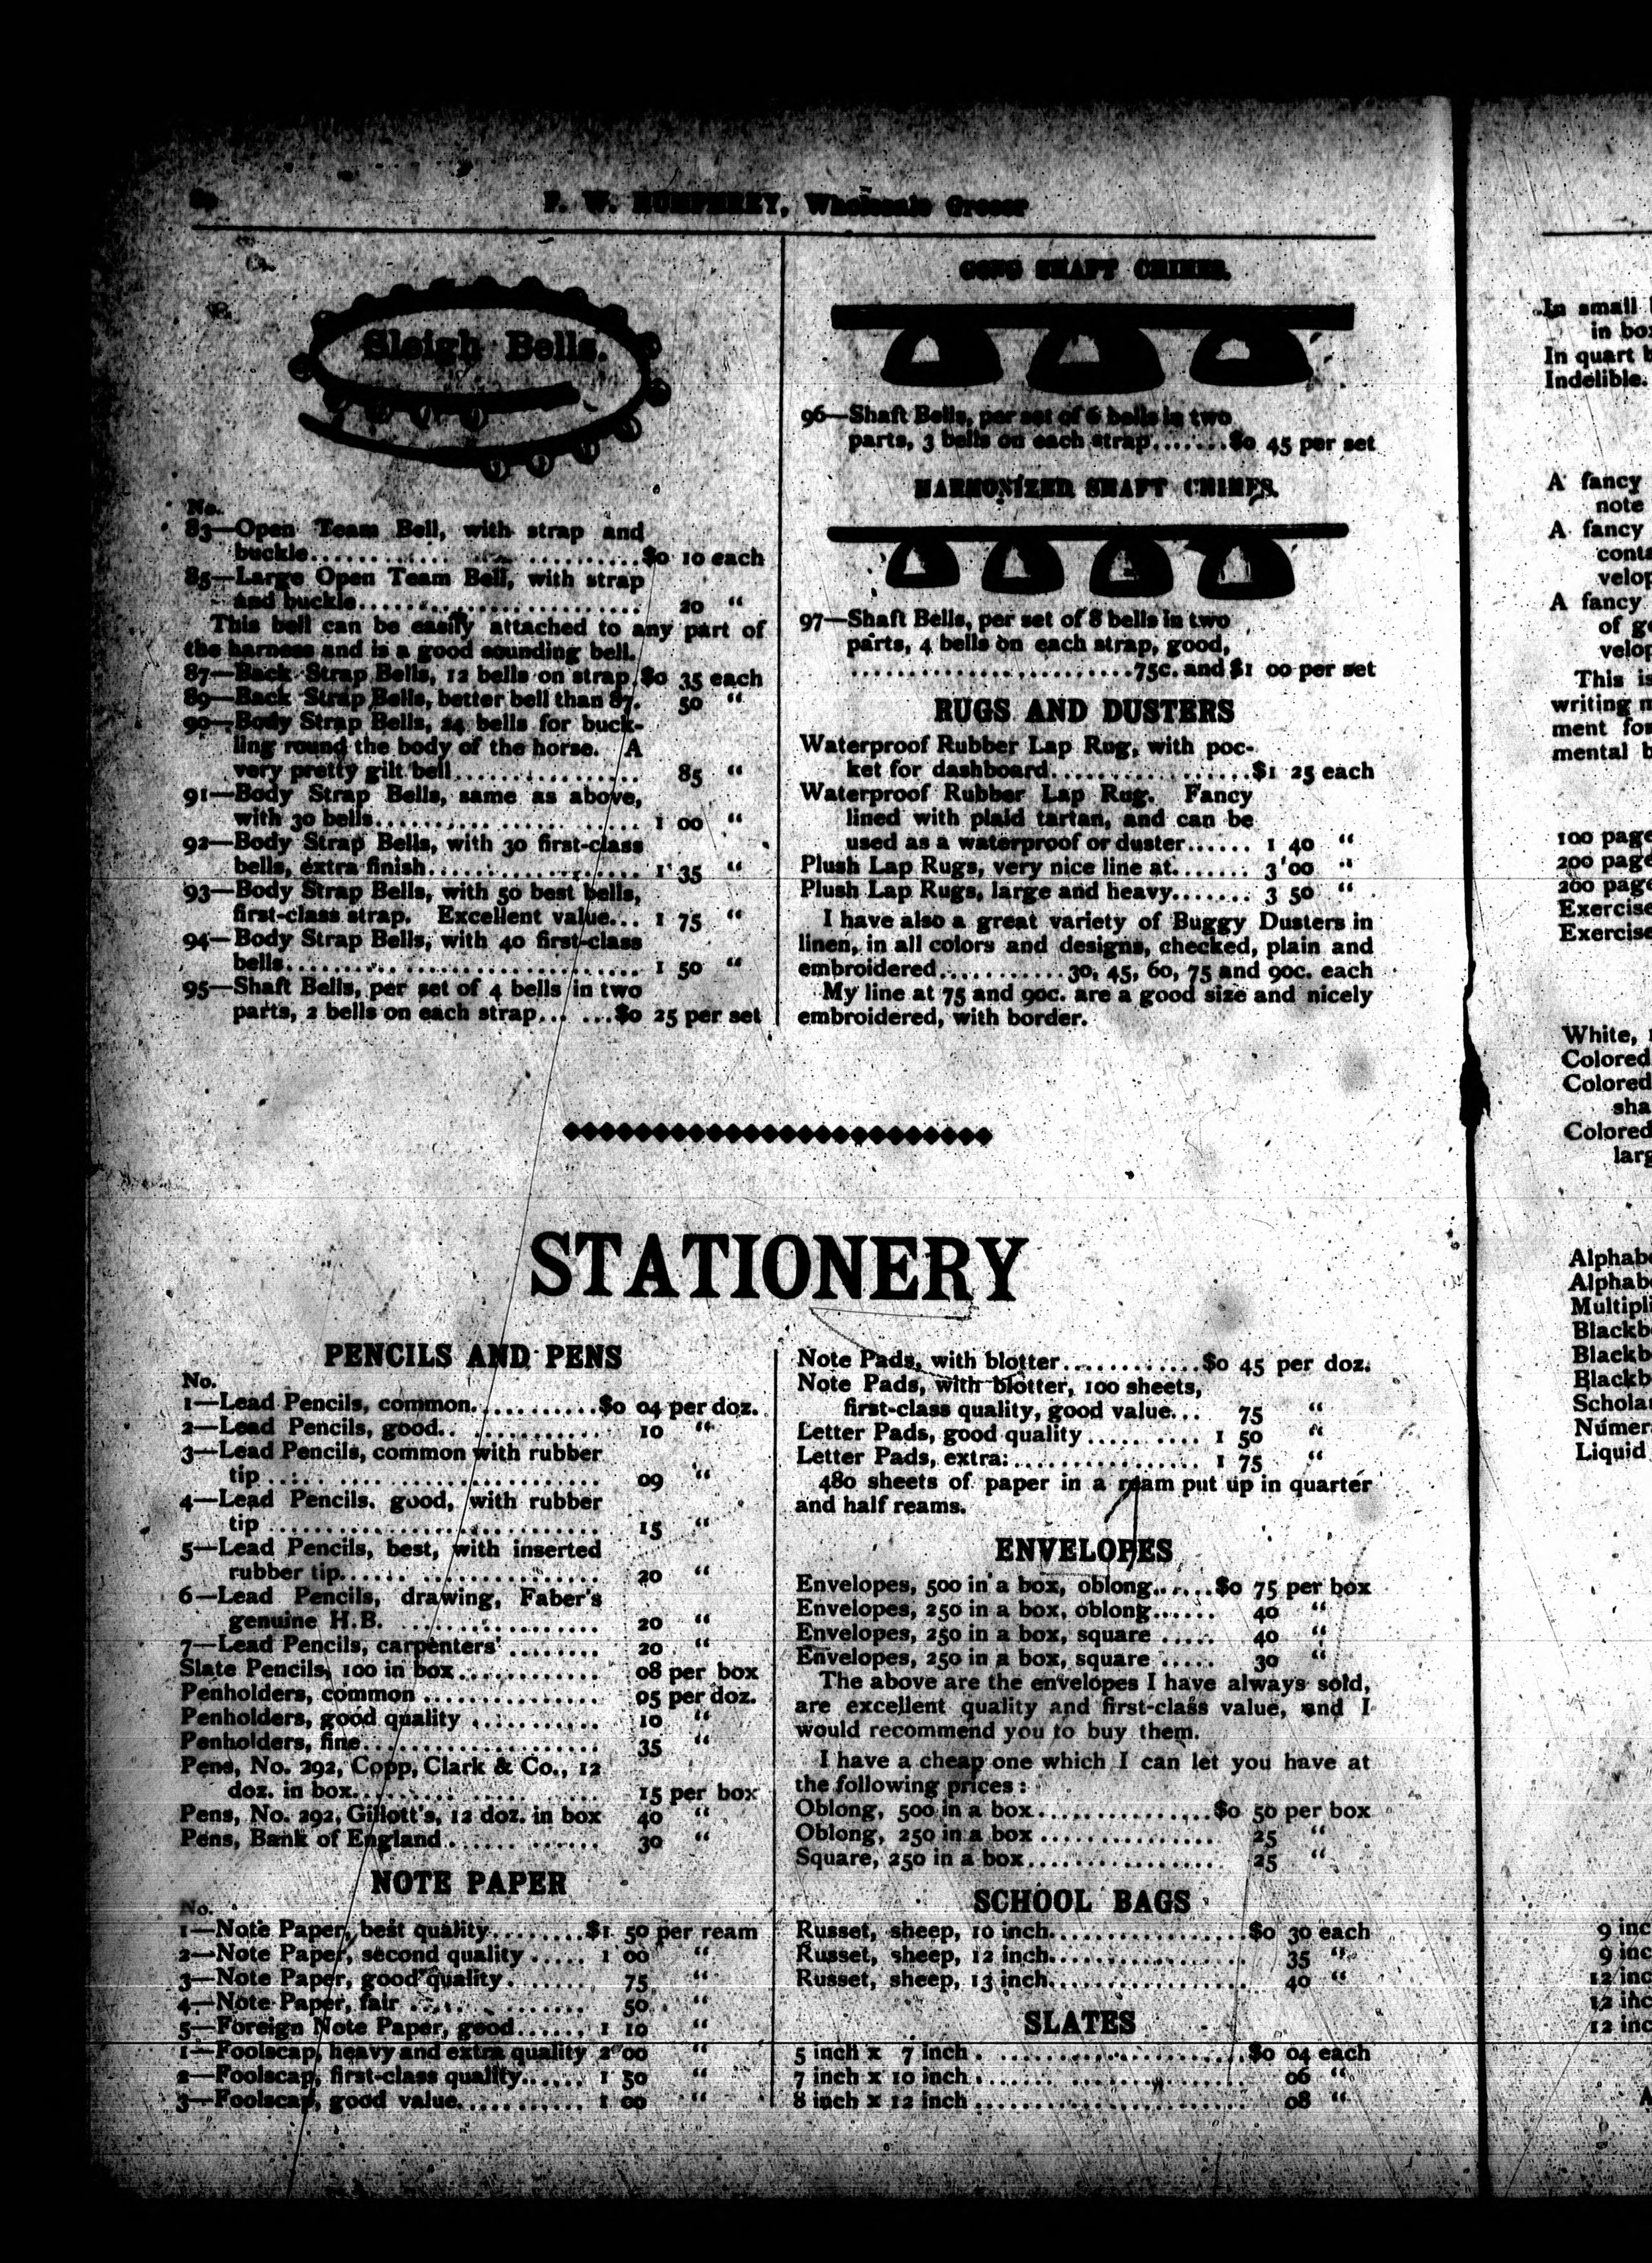 F. W. HUMPHREY, Wholesale Grocer
Sleigh Bells.
No.
83—Open Team Bell, with strap and
buckle..............................$0 10 each
85—Large Open Team Bell, with strap
and buckle........................ 20 “
This bell can be easily attached to any part of
the harness and is a good sounding bell.
87—Back Strap Bells, 12 bells on strap $0 35 each
89—Back Strap Bells, better bell than 87. 50 “
90—Body Strap Bells, 24 bells for buck-
ling round the body of the horse. A
very pretty gilt bell................ 85 “
91—Body Strap Bells, same as above,
with 30 bells........................ 1 00 “
92—Body Strap Bells, with 30 first-class
bells, extra finish................... 1 35 “
93—Body Strap Bells, with 50 best bells,
first-class strap. Excellent value... 1 75 “
94—Body Strap Bells, with 40 first-class
bells................................ 1 50 “
95—Shaft Bells, per set of 4 bells in two
parts, 2 bells on each strap... ...$0 25 per set
GONG SHAFT CHIMES.
96—Shaft Bells, per set of 6 bells in two
parts, 3 bells on each strap.......$0 45 per set
HARMONIZED SHAFT CHIMES.
97—Shaft Bells, per set of 8 bells in two
parts, 4 bells on each strap, good,
..........................75c. and $1 00 per set
RUGS AND DUSTERS
Waterproof Rubber Lap Rug, with poc-
ket for dashboard..................$1 25 each
Waterproof Rubber Lap Rug. Fancy
lined with plaid tartan, and can be
used as a waterproof or duster...... 1 40 “
Plush Lap Rugs, very nice line at....... 3 00 “
Plush Lap Rugs, large and heavy....... 3 50 “
I have also a great variety of Buggy Dusters in
linen, in all colors and designs, checked, plain and
embroidered............30, 45, 60, 75 and 90c. each
My line at 75 and 90c. are a good size and nicely
embroidered, with border.
STATIONERY
PENCILS AND PENS
No.
1—Lead Pencils, common............$0 04 per doz.
2—Lead Pencils, good.. ........... 10 “
3—Lead Pencils, common with rubber
tip ...... ...................... 09 “
4—Lead Pencils. good, with rubber
tip ............................ 15 “
5—Lead Pencils, best, with inserted
rubber tip...... ................ 20 “
6—Lead Pencils, drawing, Faber's
genuine H.B. .................. 20 “
7—Lead Pencils, carpenters' ........ 20 “
Slate Pencils, 100 in box............. 08 per box
Penholders, common ............... 05 per doz.
Penholders, good quality ........... 10 “
Penholders, fine.................... 35 “
Pens, No. 292, Copp, Clark & Co., 12
doz. in box..................... 15 per box
Pens, No. 292, Gillott's, 12 doz. in box 40 “
Pens, Bank of England...... ...... 30 “
NOTE PAPER
No.
1—Note Paper, best quality........$1 50 per ream
2—Note Paper, second quality ..... 1 00 “
3—Note Paper, good quality....... 75 “
4—Note Paper, fair ............... 50 “
5—Foreign Note Paper, good...... 1 10 “
1—Foolscap, heavy and extra quality 2 00 “
2—Foolscap, first-class quality...... 1 50 “
3—Foolscap, good value........... 1 00 “
Note Pads, with blotter............$0 45 per doz.
Note Pads, with blotter, 100 sheets,
first-class quality, good value... 75 “
Letter Pads, good quality .......... 1 50 “
Letter Pads, extra:................ 1 75 “
480 sheets of paper in a ream put up in quarter
and half reams.
ENVELOPES
Envelopes, 500 in a box, oblong......$0 75 per box
Envelopes, 250 in a box, oblong...... 40 “
Envelopes, 250 in a box, square ..... 40 “
Envelopes, 250 in a box, square ..... 30 “
The above are the envelopes I have always sold,
are excellent quality and first-class value, and I
would recommend you to buy them.
I have a cheap one which I can let you have at
the following prices :
Oblong, 500 in a box................$0 50 per box
Oblong, 250 in a box ............... 25 “
Square, 250 in a box................. 25 “
SCHOOL BAGS
Russet, sheep, 10 inch.................$0 30 each
Russet, sheep, 12 inch................. 35 “
Russet, sheep, 13 inch................. 40 “
SLATES
5 inch x 7 inch . ......................$0 04 each
7 inch x 10 inch...................... 06 “
8 inch x 12 inch ...................... 08 “
In small
in box
In quart
Indelible.
A fancy
note
A fancy
A fancy
of
This is
writing
ment for
mental
100 page
200 page
200 page
Exercise
Exercise
White,
Colored
Colored
Colored
Multipli
Liquid
9 inc
9 inc
12 inc
12 inc
12 inc